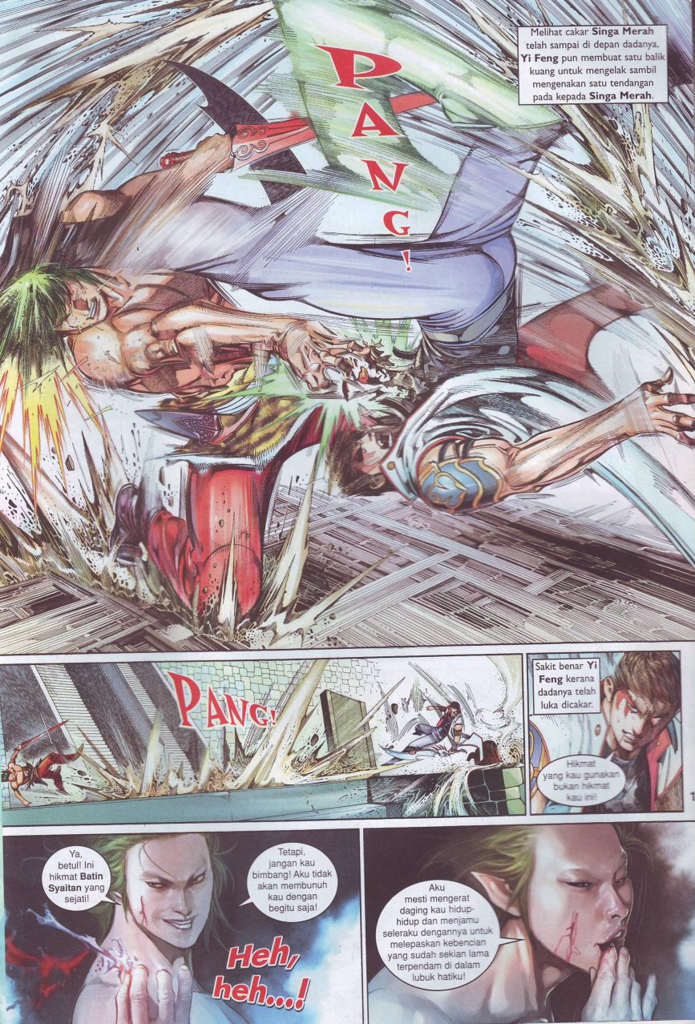 Melihat cakar Singa Merah
telah sampai di depan dadanya,
Yi Feng pun membuat satu balik
kuang untuk mengelak sambil
mengenakan satu tendangan
pada kepada Singa Merah.
PANG!
PANG!
Sakit benar Yi
Feng kerana
dadanya telah
luka dicakar.
Hikmat
yang kau gunakan
bukan hikmat
kau ini!
1
Ya,
betul! Ini
hikmat Batin
Syaitan yang
sejati!
Tetapi,
jangan kau
bimbang! Aku tidak
akan membunuh
kau dengan
begitu saja!
Heh,
heh...!
Aku
mesti mengerat
daging kau hidup-
hidup dan menjamu
seleraku dengannya untuk
melepaskan kebencian
yang sudah sekian lama
terpendam di dalam
lubuk hatiku!